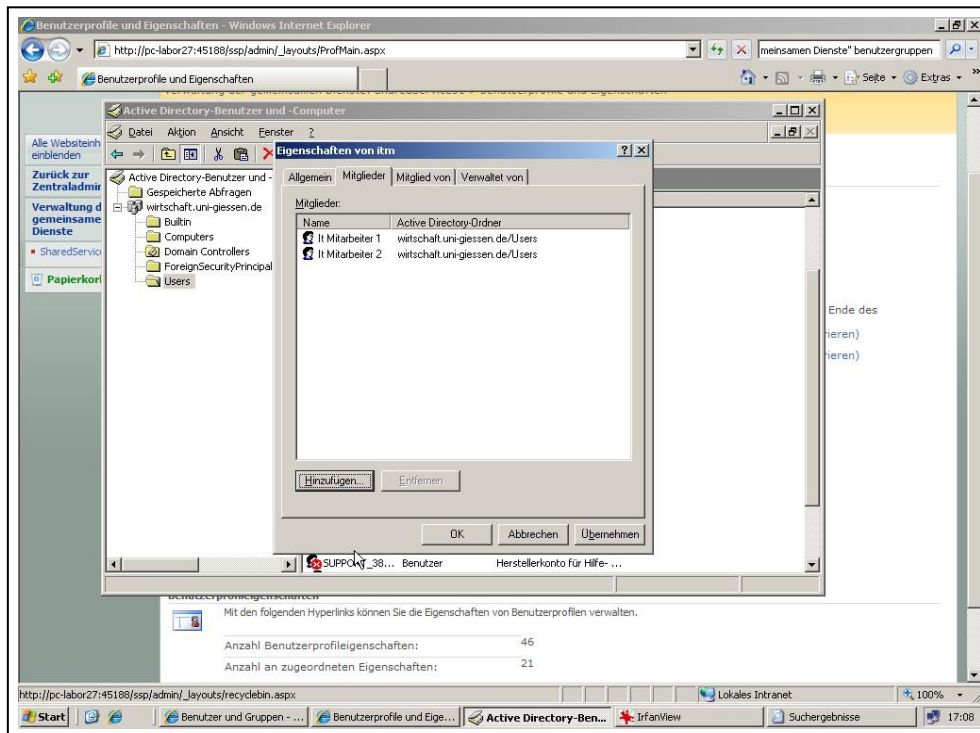 Benutzerprofile und Eigenschaften - Windows Internet Explorer
http://pc-labor27:45188/ssp/admin/_layouts/ProfMain.aspx
meinsamen Dienste" benutzergruppen
Benutzerprofile und Eigenschaften
Seite
Extras
Active Directory-Benutzer und -Computer
Datei Aktion Ansicht Fenster ?
Alle Websiteinh
einblenden
Zurück zur
Zentraladmir
Verwaltung d
gemeinsame
Dienste
SharedServic
Papierkor
Active Directory-Benutzer und -
Gespeicherte Abfragen
wirtschaft.uni-giessen.de
Builtin
Computers
Domain Controllers
ForeignSecurityPrincipal
Users
Eigenschaften von itm
Allgemein Mitglieder Mitglied von Verwaltet von
Mitglieder:
Name Active Directory-Ordner
It Mitarbeiter 1 wirtschaft.uni-giessen.de/Users
It Mitarbeiter 2 wirtschaft.uni-giessen.de/Users
Hinzufügen... Entfernen
OK Abbrechen Übernehmen
Ende des
ieren)
ieren)
SUPPORT_38... Benutzer Herstellerkonto für Hilfe- ...
Mit den folgenden Hyperlinks können Sie die Eigenschaften von Benutzerprofilen verwalten.
Anzahl Benutzerprofileigenschaften: 46
Anzahl an zugeordneten Eigenschaften: 21
http://pc-labor27:45188/ssp/admin/_layouts/recyclebin.aspx
Lokales Intranet
100%
Start
Benutzer und Gruppen - ...
Benutzerprofile und Eige...
Active Directory-Ben...
IrfanView
Suchergebnisse
17:08